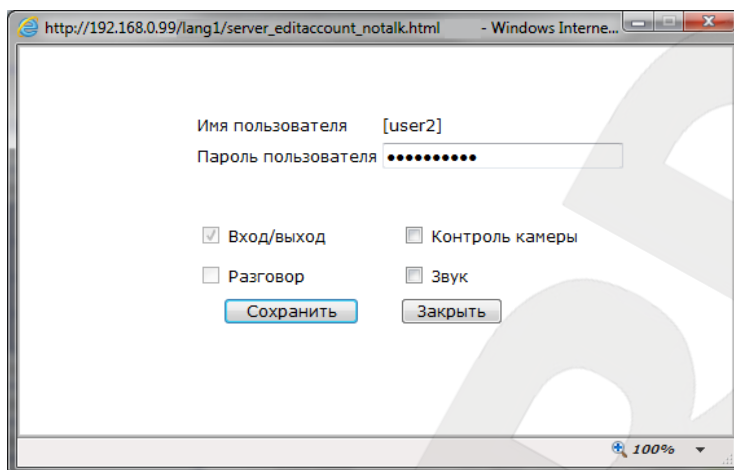 http://192.168.0.99/lang1/server_editaccount_notalk.html - Windows Interne...
Имя пользователя [user2]
Пароль пользователя ••••••••••
Вход/выход Контроль камеры
Разговор Звук
Сохранить Закрыть
100%